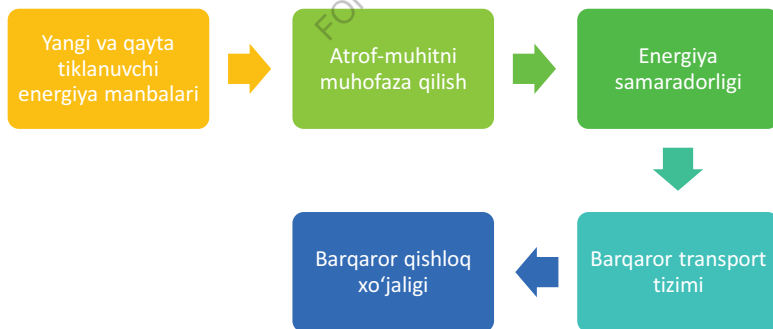 Yangi va qayta
tiklanuvchi
energiya manbalari
Atrof-muhitni
muhofaza qilish
Energiya
samaradorligi
Barqaror transport
tizimi
Barqaror qishloq
xo‘jaligi